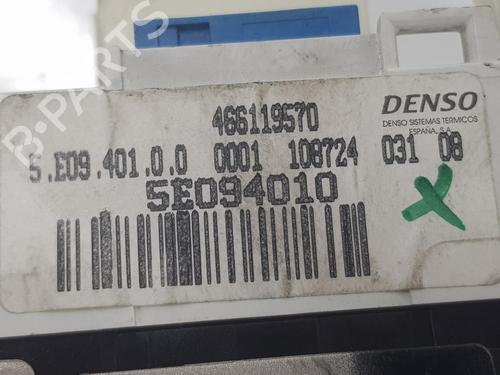 466119570
DENSO
DENSO SISTEMAS TERMICOS
ESPAÑA, S.A.
5.E09.401.0.0 0001 108724 031 08
5E094010
B-Parts